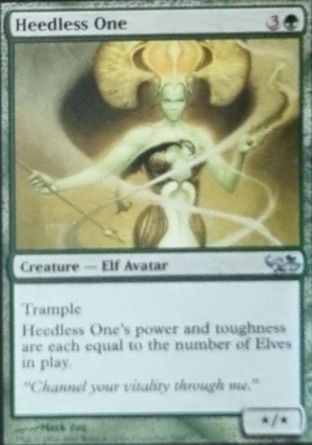 Heedless One 3
Creature — Elf Avatar
Trample
Heedless One's power and toughness
are each equal to the number of Elves
in play.
"Channel your vitality through me."
*/*